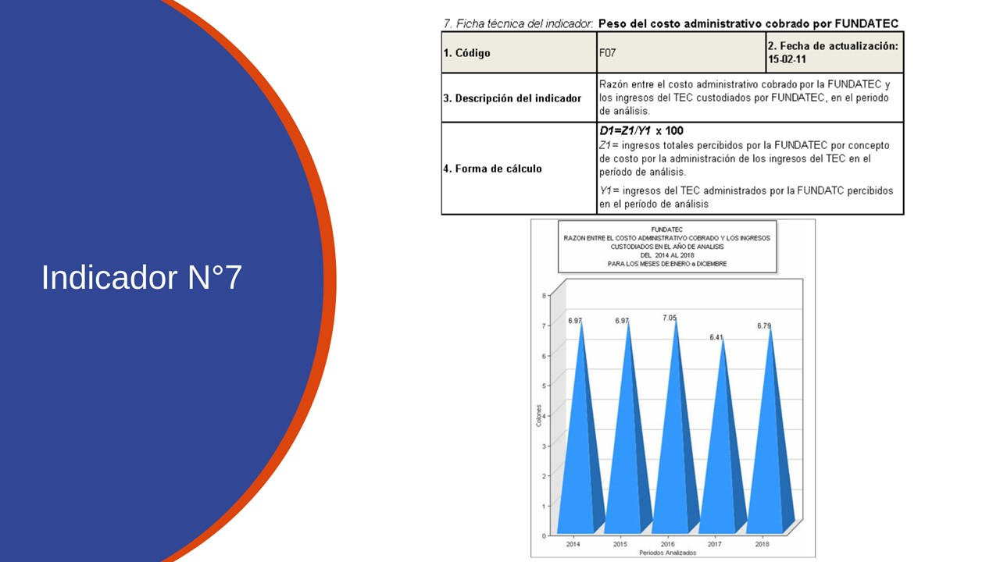 Indicador N°7
7. Ficha técnica del indicador: Peso del costo administrativo cobrado por FUNDATEC
1. Código
F07
2. Fecha de actualización:
15-02-11
3. Descripción del indicador
Razón entre el costo administrativo cobrado por la FUNDATEC y
los ingresos del TEC custodiados por FUNDATEC, en el periodo
de análisis.
4. Forma de cálculo
D1=Z1/Y1 x 100
Z1= ingresos totales percibidos por la FUNDATEC por concepto
de costo por la administración de los ingresos del TEC en el
período de análisis.
Y1= ingresos del TEC administrados por la FUNDATC percibidos
en el período de análisis
FUNDATEC
RAZON ENTRE EL COSTO ADMINISTRATIVO COBRADO Y LOS INGRESOS
CUSTODIADOS EN EL AÑO DE ANALISIS
DEL 2014 AL 2018
PARA LOS MESES DE:ENERO a DICIEMBRE
8
7
6
5
4
3
2
1
0
Colones
6.97
6.97
7.05
6.41
6.79
2014
2015
2016
2017
2018
Periodos Analizados